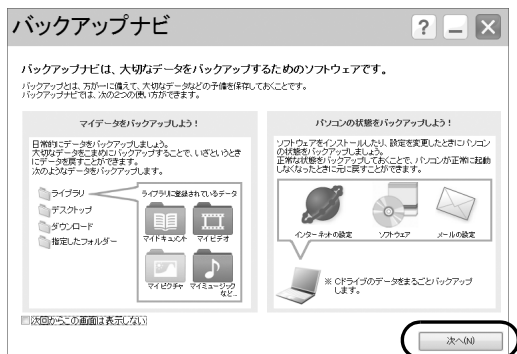 バックアップナビ
?
バックアップナビは、大切なデータをバックアップするためのソフトウェアです。
バックアップとは、万が一に備えて、大切なデータなどの予備を保存しておくことです。
バックアップナビでは、次の2つの使い方ができます。
マイデータをバックアップしよう!
日常的にデータをバックアップしましょう。
大切なデータをこまめにバックアップすることで、いざというとき
にデータを戻すことができます。
次のようなデータをバックアップします。
ライブラリ
デスクトップ
ダウンロード
指定したフォルダー
ライブラリに登録されているデータ
マイドキュメント
マイビデオ
マイピクチャ
マイミュージック
など...
パソコンの状態をバックアップしよう!
ソフトウェアをインストールしたり、設定を変更したときにパソコン
の状態をバックアップしましょう。
正常な状態をバックアップしておくことで、パソコンが正常に起動
しなくなったときに元に戻すことができます。
インターネットの設定
ソフトウェア
メールの設定
※ Cドライブのデータをまるごとバックアップ
します。
次回からこの画面は表示しない
次へ(N)